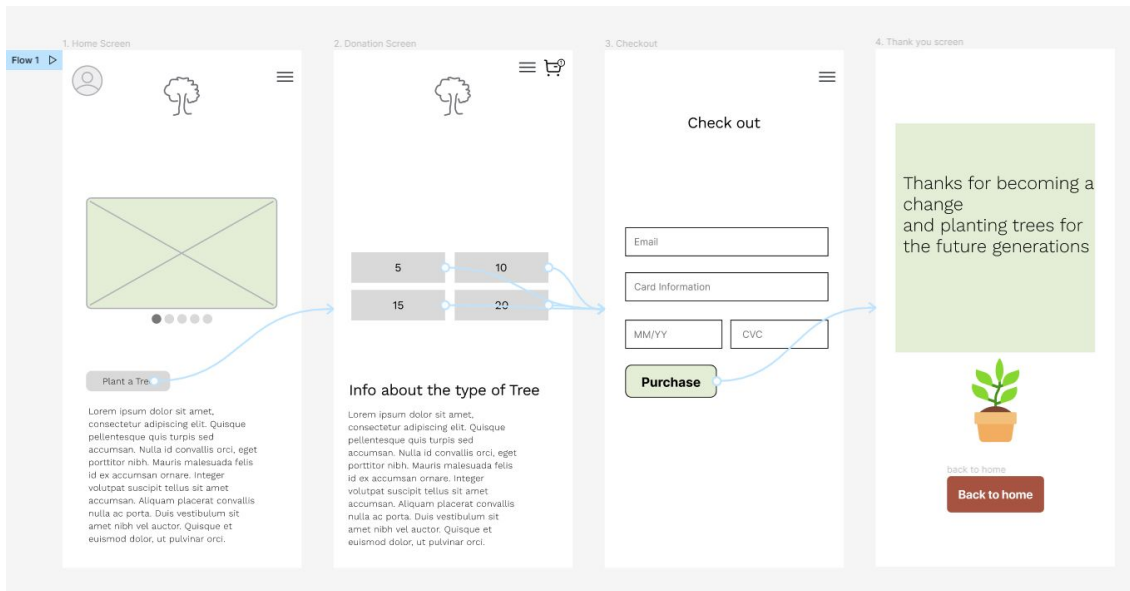 1. Home Screen
2. Donation Screen
3. Checkout
4. Thank you screen
Flow 1
Plant a Tre
Lorem ipsum dolor sit amet,
consectetur adipiscing elit. Quisque
pellentesque quis turpis sed
accumsan. Nulla id convallis orci, eget
porttitor nibh. Mauris malesuada felis
id ex accumsan ornare. Integer
volutpat suscipit tellus sit amet
accumsan. Aliquam placerat convallis
nulla ac porta. Duis vestibulum sit
amet nibh vel auctor. Quisque et
euismod dolor, ut pulvinar orci.
5
10
15
20
Info about the type of Tree
Lorem ipsum dolor sit amet,
consectetur adipiscing elit. Quisque
pellentesque quis turpis sed
accumsan. Nulla id convallis orci, eget
porttitor nibh. Mauris malesuada felis
id ex accumsan ornare. Integer
volutpat suscipit tellus sit amet
accumsan. Aliquam placerat convallis
nulla ac porta. Duis vestibulum sit
amet nibh vel auctor. Quisque et
euismod dolor, ut pulvinar orci.
Check out
Email
Card Information
MM/YY
CVC
Purchase
Thanks for becoming a
change
and planting trees for
the future generations
back to home
Back to home